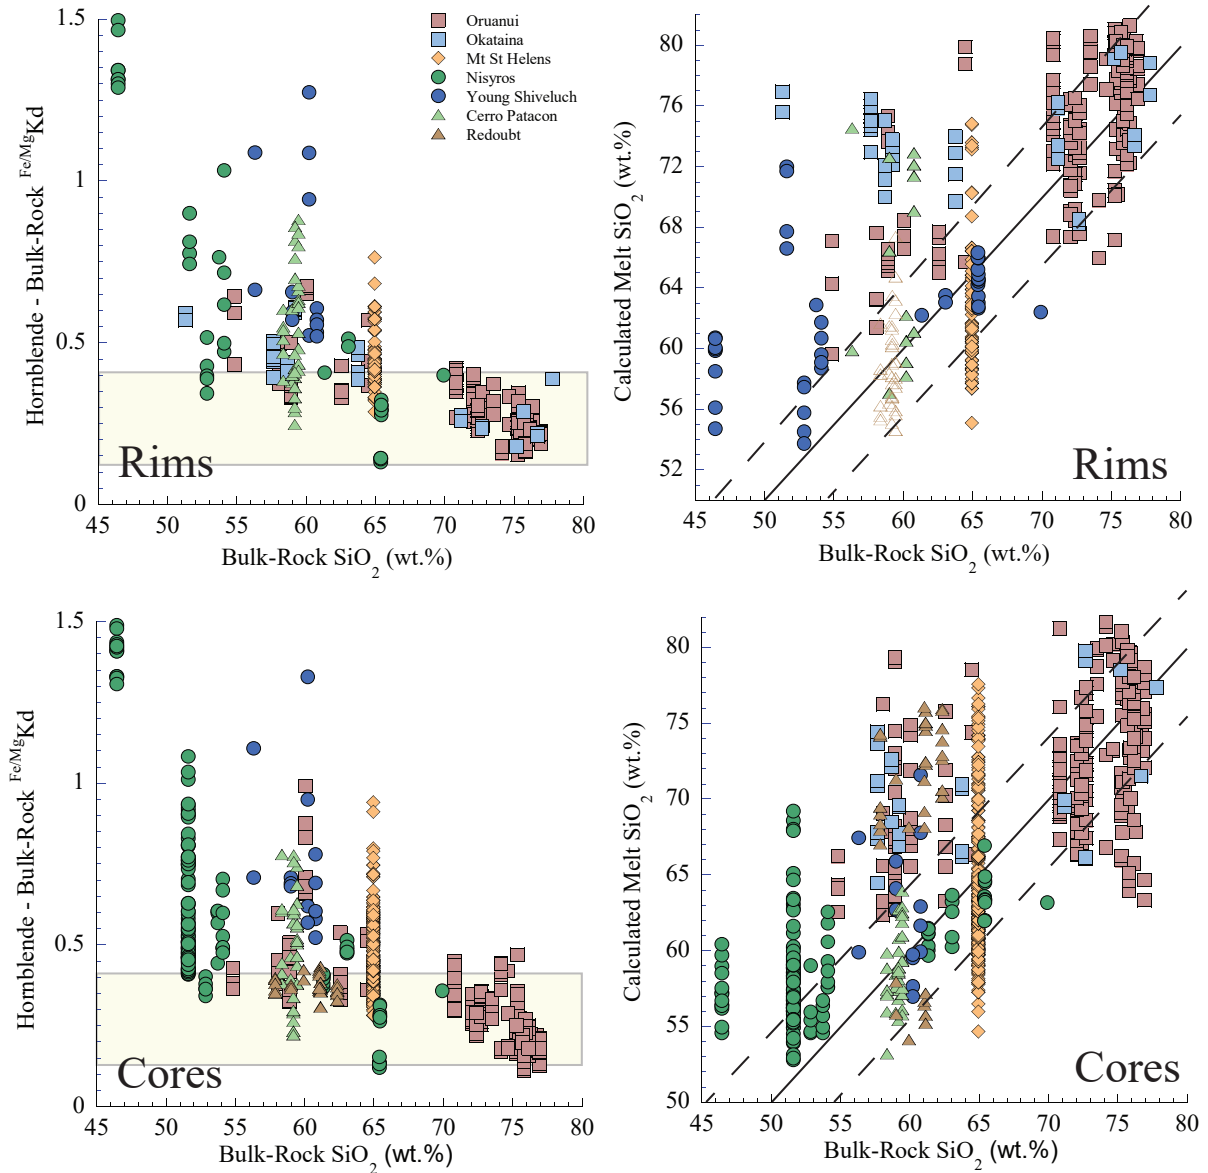 1.5
1
0.5
0
45 50 55 60 65 70 75 80
Hornblende - Bulk-Rock Fe/MgKd
Bulk-Rock SiO2 (wt.%)
Rims
Oruanui
Okataina
Mt St Helens
Nisyros
Young Shiveluch
Cerro Patacon
Redoubt
80
76
72
68
64
60
56
52
45 50 55 60 65 70 75 80
Calculated Melt SiO2 (wt.%)
Bulk-Rock SiO2 (wt.%)
Rims
1.5
1
0.5
0
45 50 55 60 65 70 75 80
Hornblende - Bulk-Rock Fe/MgKd
Bulk-Rock SiO2 (wt.%)
Cores
80
75
70
65
60
55
50
45 50 55 60 65 70 75 80
Calculated Melt SiO2 (wt.%)
Bulk-Rock SiO2 (wt.%)
Cores